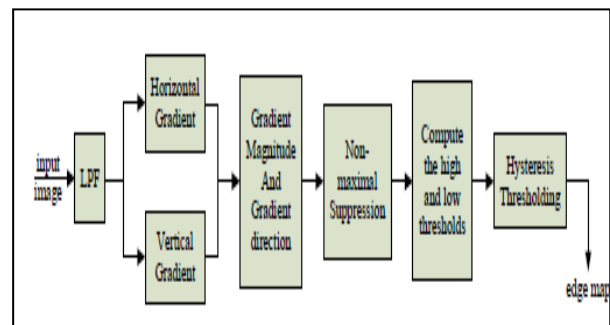 input
image
LPF
Horizontal
Gradient
Vertical
Gradient
Gradient
Magnitude
And
Gradient
direction
Non-
maximal
Suppression
Compute
the high
and low
thresholds
Hysteresis
Thresholding
edge map